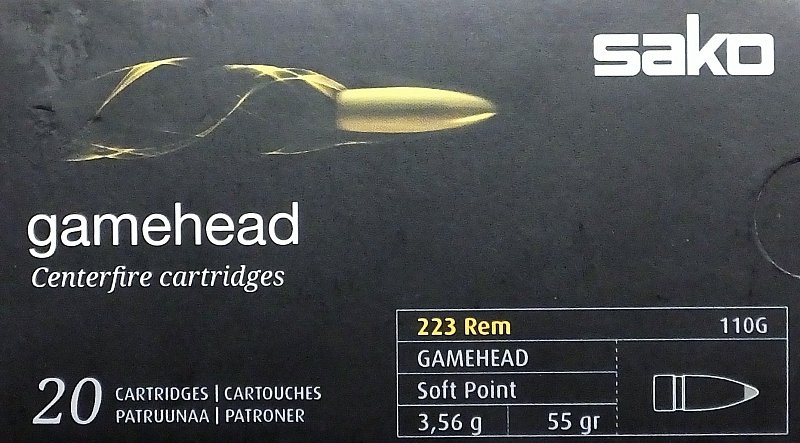 sako
gamehead
Centerfire cartridges
223 Rem 110G
GAMEHEAD
Soft Point
3,56 g 55 gr
20 CARTRIDGES | CARTOUCHES
PATRUUNAA | PATRONER